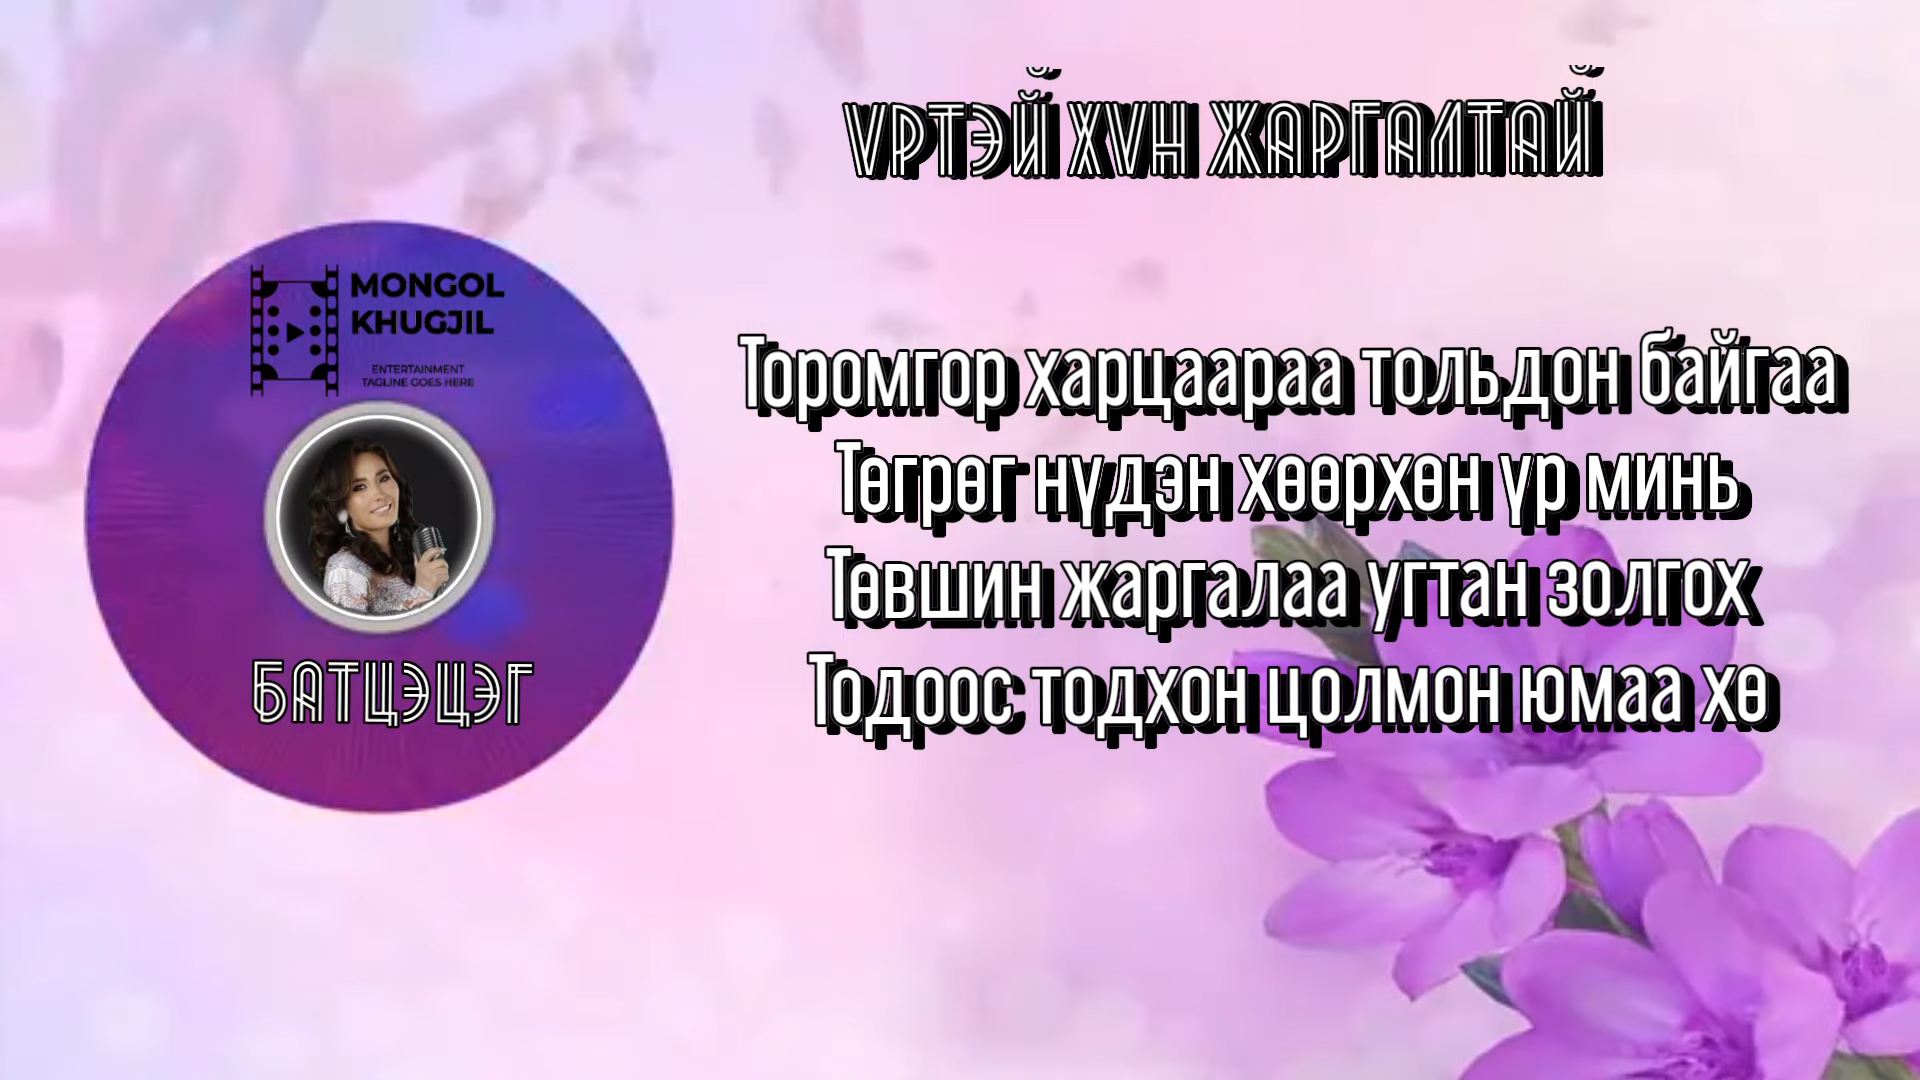 ҮРТЭЙ ХҮН ЖАРГАЛТАЙ
MONGOL
KHUGJIL
ENTERTAINMENT
TAGLINE GOES HERE
БАТЦЭЦЭГ
Торомгор харцаараа тольдон байгаа
Төгрөг нүдэн хөөрхөн үр минь
Төвшин жаргалаа угтан золгох
Тодоос тодхон цолмон юмаа хө